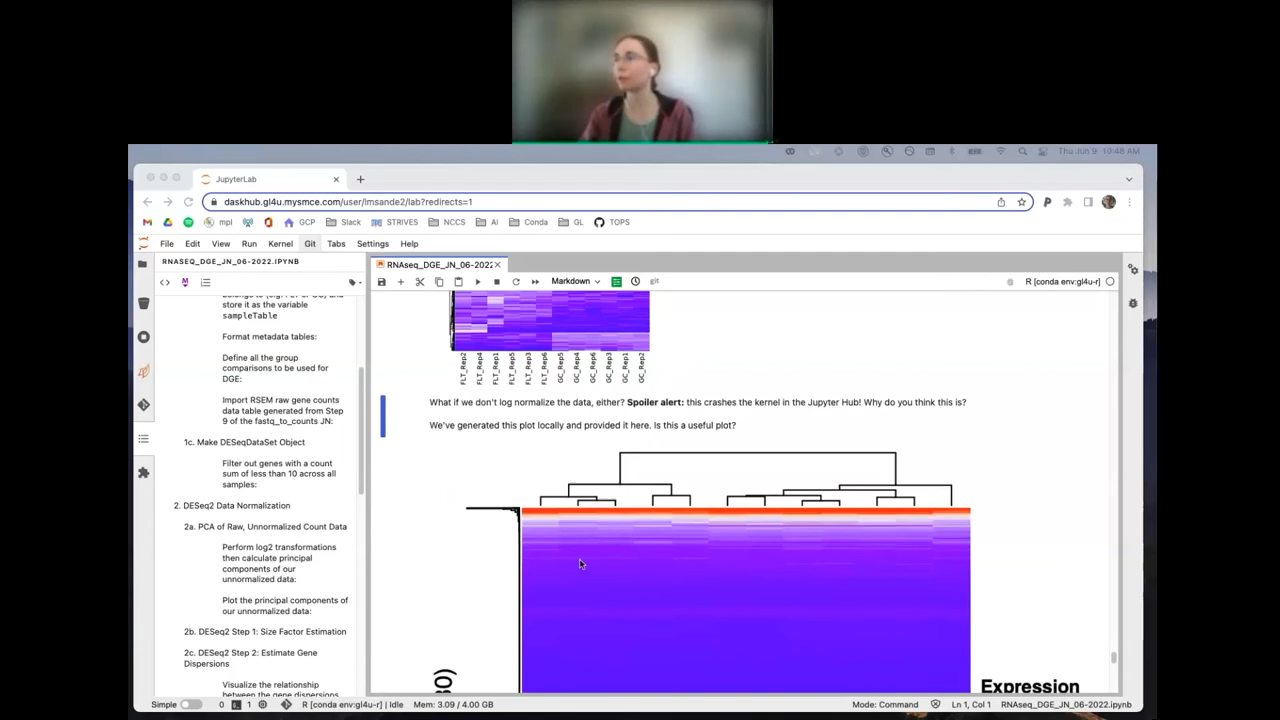 Thu Jun 9 10:48 AM
JupyterLab
daskhub.gl4u.mysmce.com/user/lmsande2/lab?redirects=1
mpl GCP Slack STRIVES NCCS AI Conda GL TOPS
File Edit View Run Kernel Git Tabs Settings Help
RNASEQ_DGE_JN_06-2022.IPYNB
RNAseq_DGE_JN_06-2022
Markdown git R [conda env:gl4u-r]
store it as the variable
sampleTable
Format metadata tables:
Define all the group
comparisons to be used for
DGE:
Import RSEM raw gene counts
data table generated from Step
9 of the fastq_to_counts JN:
1c. Make DESeqDataSet Object
Filter out genes with a count
sum of less than 10 across all
samples:
2. DESeq2 Data Normalization
2a. PCA of Raw, Unnormalized Count Data
Perform log2 transformations
then calculate principal
components of our
unnormalized data:
Plot the principal components
of our unnormalized data:
2b. DESeq2 Step 1: Size Factor Estimation
2c. DESeq2 Step 2: Estimate Gene
Dispersions
Visualize the relationship
between the gene dispersions
FLT_Rep2
FLT_Rep4
FLT_Rep1
FLT_Rep5
FLT_Rep3
FLT_Rep6
GC_Rep5
GC_Rep4
GC_Rep6
GC_Rep3
GC_Rep1
GC_Rep2
What if we don't log normalize the data, either? Spoiler alert: this crashes the kernel in the Jupyter Hub! Why do you think this is?
We've generated this plot locally and provided it here. Is this a useful plot?
Expression
Simple 0 1 R [conda env:gl4u-r] | Idle Mem: 3.09 / 4.00 GB Mode: Command Ln 1, Col 1 RNAseq_DGE_JN_06-2022.ipynb